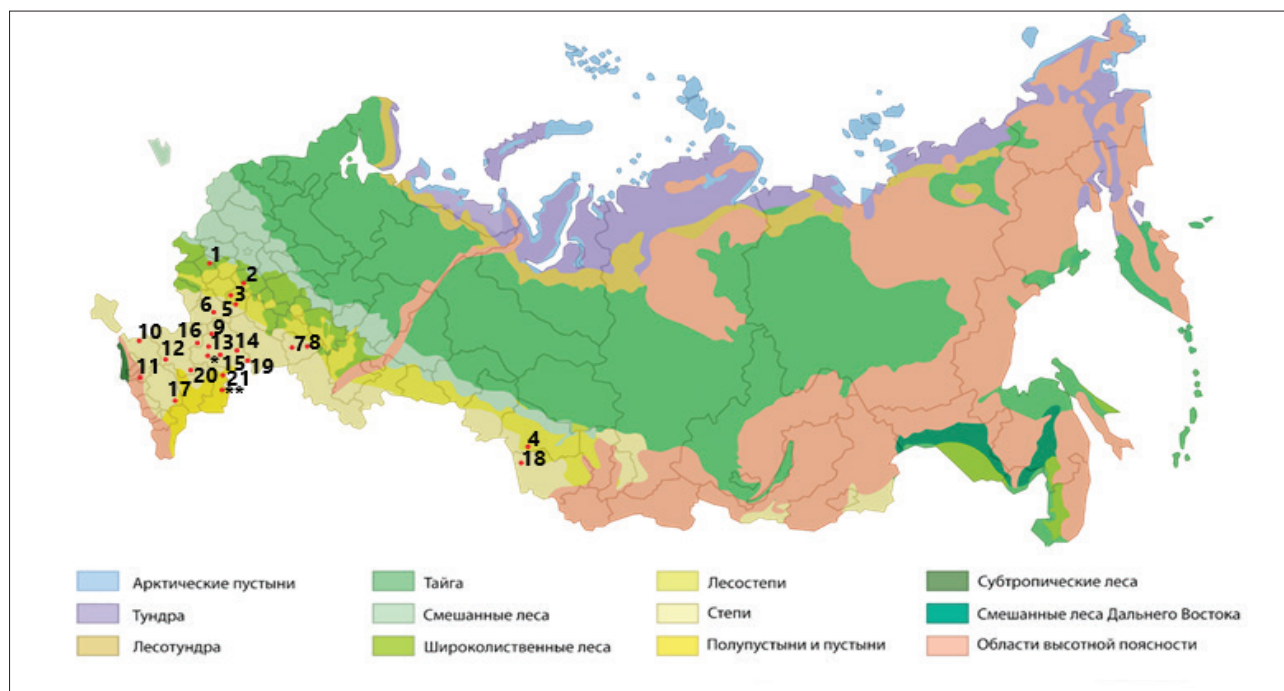 1
2
3
5
6
9
10
16
13
14
7
8
12
*
15
19
11
20
21
17
**
4
18
Арктические пустыни
Тайга
Лесостепи
Субтропические леса
Тундра
Смешанные леса
Степи
Смешанные леса Дальнего Востока
Лесотундра
Широколиственные леса
Полупустыни и пустыни
Области высотной поясности